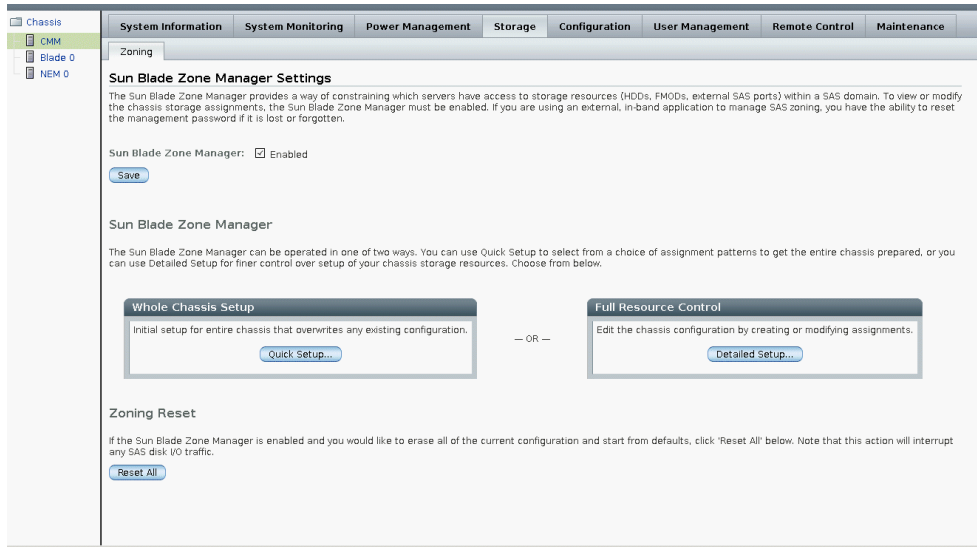 Chassis
CMM
Blade 0
NEM 0
System Information
System Monitoring
Power Management
Storage
Configuration
User Management
Remote Control
Maintenance
Zoning
Sun Blade Zone Manager Settings
The Sun Blade Zone Manager provides a way of constraining which servers have access to storage resources (HDDs, FMODs, external SAS ports) within a SAS domain. To view or modify
the chassis storage assignments, the Sun Blade Zone Manager must be enabled. If you are using an external, in-band application to manage SAS zoning, you have the ability to reset
the management password if it is lost or forgotten.
Sun Blade Zone Manager: Enabled
Save
Sun Blade Zone Manager
The Sun Blade Zone Manager can be operated in one of two ways. You can use Quick Setup to select from a choice of assignment patterns to get the entire chassis prepared, or you
can use Detailed Setup for finer control over setup of your chassis storage resources. Choose from below.
Whole Chassis Setup
Initial setup for entire chassis that overwrites any existing configuration.
Quick Setup...
— OR —
Full Resource Control
Edit the chassis configuration by creating or modifying assignments.
Detailed Setup...
Zoning Reset
If the Sun Blade Zone Manager is enabled and you would like to erase all of the current configuration and start from defaults, click 'Reset All' below. Note that this action will interrupt
any SAS disk I/O traffic.
Reset All